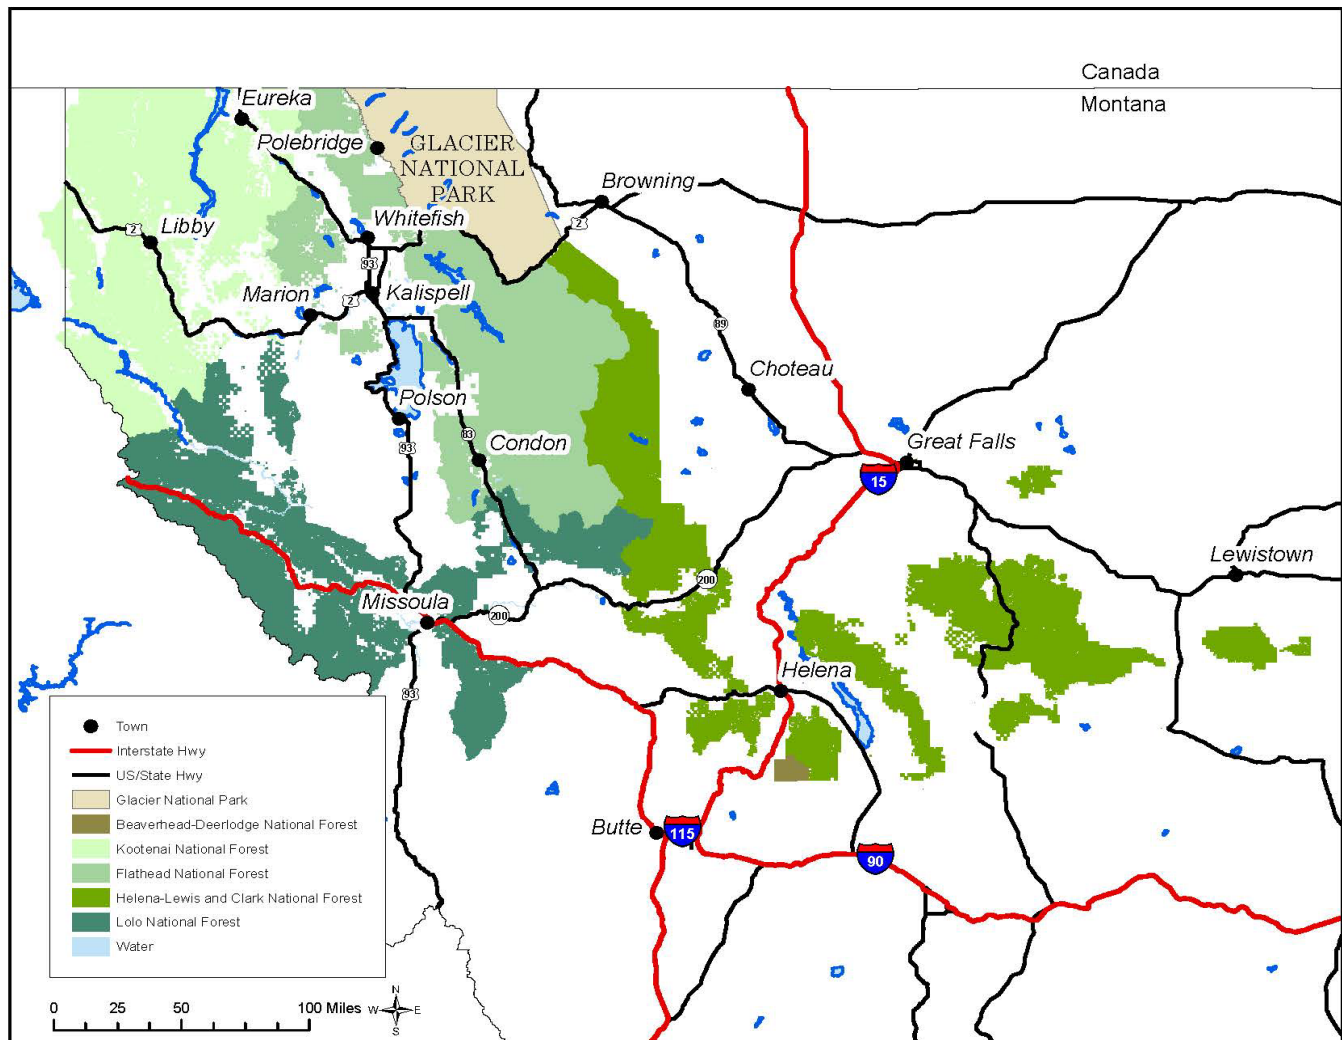 Canada
Montana
Eureka
Polebridge
GLACIER
NATIONAL
PARK
Browning
2
Whitefish
2
Libby
93
Marion
2
Kalispell
89
Choteau
Polson
93
83
Condon
Great Falls
15
Lewistown
200
Missoula
200
Helena
93
Butte
115
90
Town
Interstate Hwy
US/State Hwy
Glacier National Park
Beaverhead-Deerlodge National Forest
Kootenai National Forest
Flathead National Forest
Helena-Lewis and Clark National Forest
Lolo National Forest
Water
0 25 50 100 Miles
N
W E
S